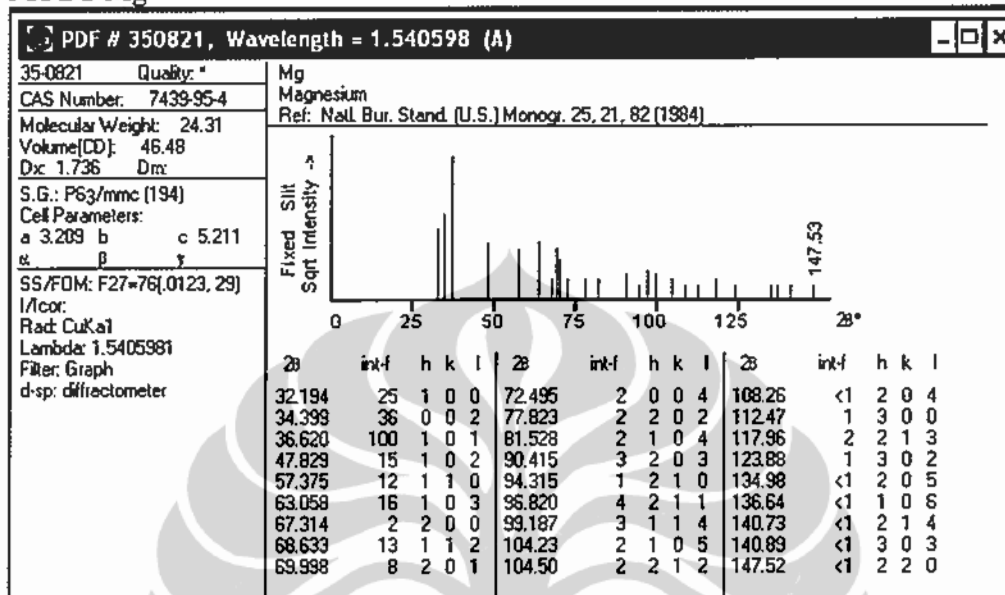 PDF # 350821, Wavelength = 1.540598 (A)
35-0821 Quality: *
CAS Number: 7439-95-4
Molecular Weight: 24.31
Volume[CD]: 46.48
Dx: 1.736 Dm:
S.G.: P63/mmc (194)
Cell Parameters:
a 3.209 b c 5.211
α β γ
SS/FOM: F27=76(.0123, 29)
I/Icor:
Rad: CuKa1
Lambda: 1.5405981
Filter: Graph
d-sp: diffractometer
Mg
Magnesium
Ref: Natl. Bur. Stand. (U.S.) Monogr. 25, 21, 82 (1984)
Fixed Slit
Sqrt Intensity ->
147.53
0 25 50 75 100 125 2θ°
2θ int-f h k l 2θ int-f h k l 2θ int-f h k l
32.194 25 1 0 0 72.495 2 0 0 4 108.26 <1 2 0 4
34.399 36 0 0 2 77.823 2 2 0 2 112.47 1 3 0 0
36.620 100 1 0 1 81.528 2 1 0 4 117.96 2 2 1 3
47.829 15 1 0 2 90.415 3 2 0 3 123.88 1 3 0 2
57.375 12 1 1 0 94.315 1 2 1 0 134.98 <1 2 0 5
63.058 16 1 0 3 96.820 4 2 1 1 136.64 <1 1 0 6
67.314 2 2 0 0 99.187 3 1 1 4 140.73 <1 2 1 4
68.633 13 1 1 2 104.23 2 1 0 5 140.89 <1 3 0 3
69.998 8 2 0 1 104.50 2 2 1 2 147.52 <1 2 2 0